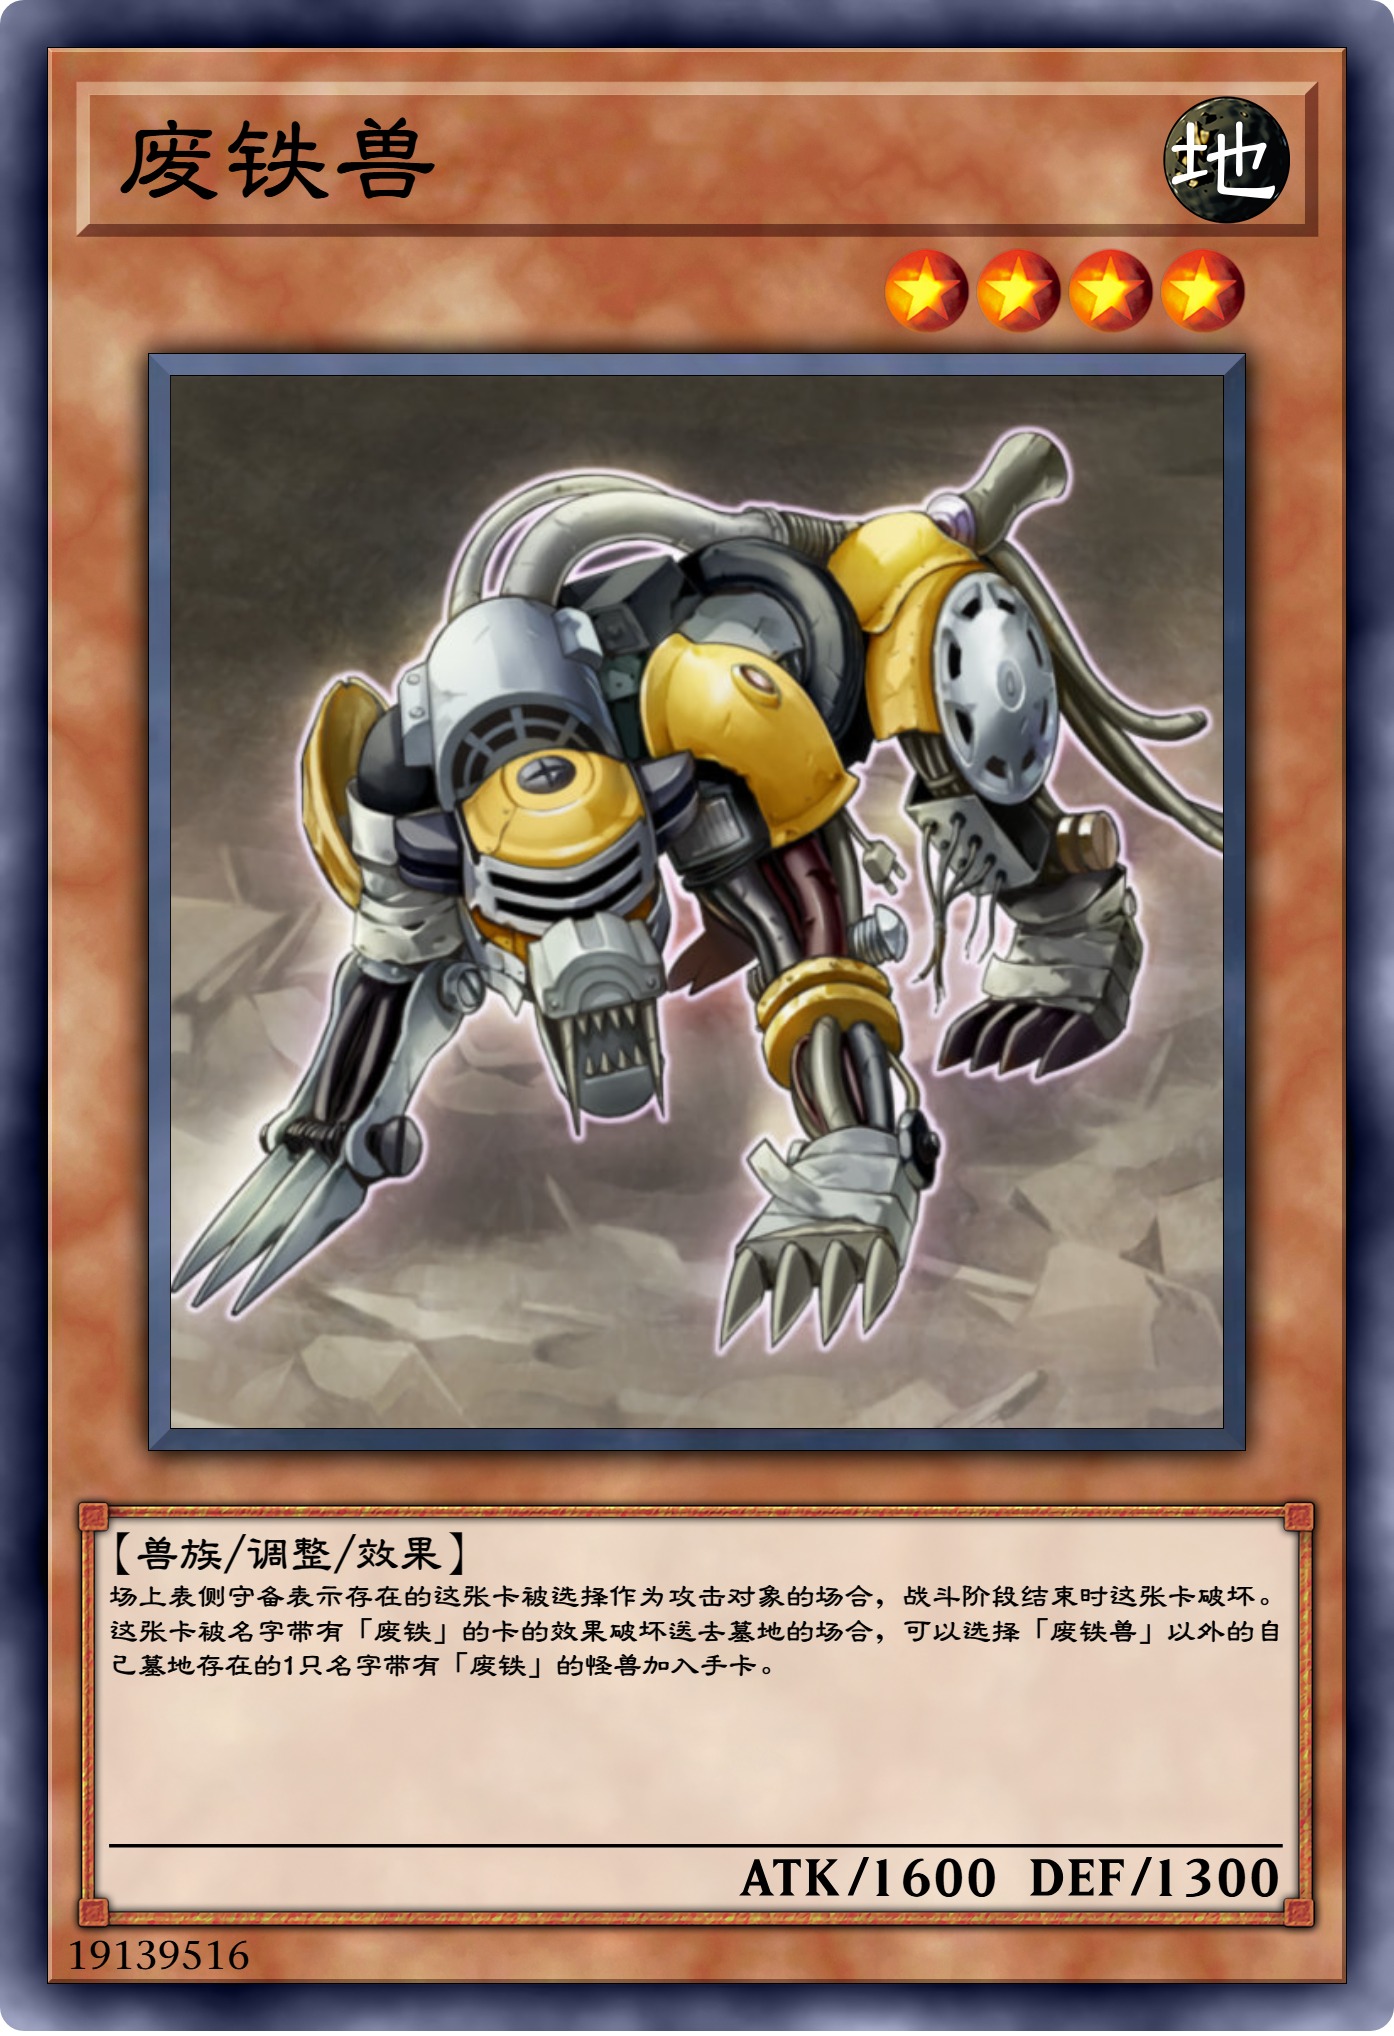 废铁兽
地
【兽族/调整/效果】
场上表侧守备表示存在的这张卡被选择作为攻击对象的场合，战斗阶段结束时这张卡破坏。
这张卡被名字带有「废铁」的卡的效果破坏送去墓地的场合，可以选择「废铁兽」以外的自
己墓地存在的1只名字带有「废铁」的怪兽加入手卡。
ATK/1600 DEF/1300
19139516